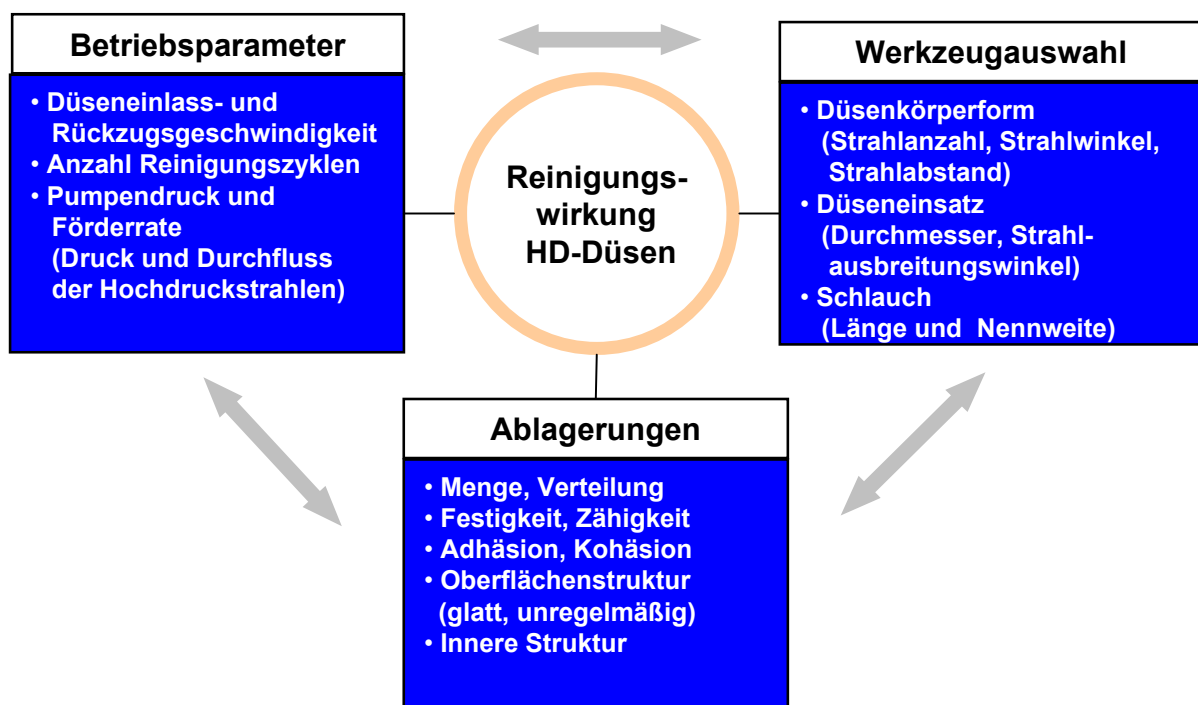 Betriebsparameter
• Düseneinlass- und
Rückzugsgeschwindigkeit
• Anzahl Reinigungszyklen
• Pumpendruck und
Förderrate
(Druck und Durchfluss
der Hochdruckstrahlen)
Reinigungs-
wirkung
HD-Düsen
Werkzeugauswahl
• Düsenkörperform
(Strahlanzahl, Strahlwinkel,
Strahlabstand)
• Düseneinsatz
(Durchmesser, Strahl-
ausbreitungswinkel)
• Schlauch
(Länge und Nennweite)
Ablagerungen
• Menge, Verteilung
• Festigkeit, Zähigkeit
• Adhäsion, Kohäsion
• Oberflächenstruktur
(glatt, unregelmäßig)
• Innere Struktur